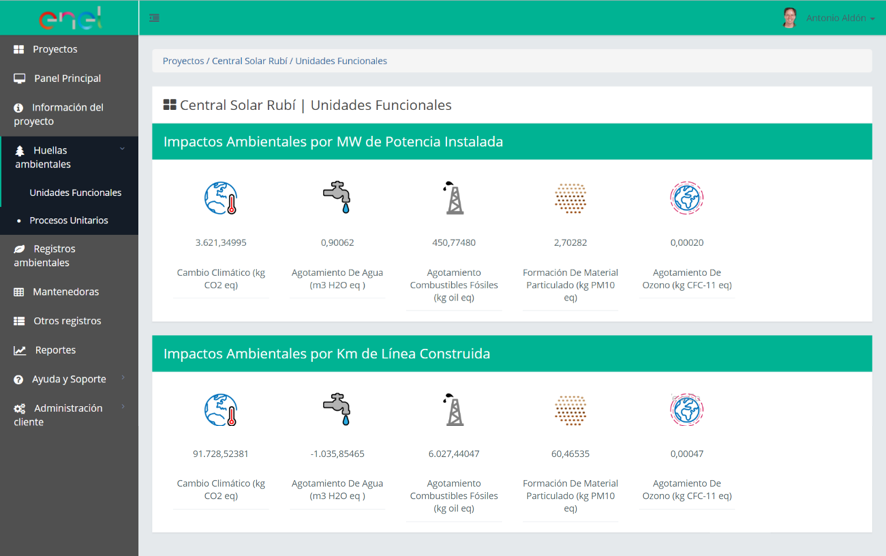 enel
Antonio Aldón
Proyectos
Panel Principal
Información del
proyecto
Huellas
ambientales
Unidades Funcionales
Procesos Unitarios
Registros
ambientales
Mantenedoras
Otros registros
Reportes
Ayuda y Soporte
Administración
cliente
Proyectos / Central Solar Rubí / Unidades Funcionales
Central Solar Rubí | Unidades Funcionales
Impactos Ambientales por MW de Potencia Instalada
3.621,34995
Cambio Climático (kg
CO2 eq)
0,90062
Agotamiento De Agua
(m3 H2O eq )
450,77480
Agotamiento
Combustibles Fósiles
(kg oil eq)
2,70282
Formación De Material
Particulado (kg PM10
eq)
0,00020
Agotamiento De
Ozono (kg CFC-11 eq)
Impactos Ambientales por Km de Línea Construida
91.728,52381
Cambio Climático (kg
CO2 eq)
-1.035,85465
Agotamiento De Agua
(m3 H2O eq )
6.027,44047
Agotamiento
Combustibles Fósiles
(kg oil eq)
60,46535
Formación De Material
Particulado (kg PM10
eq)
0,00047
Agotamiento De
Ozono (kg CFC-11 eq)